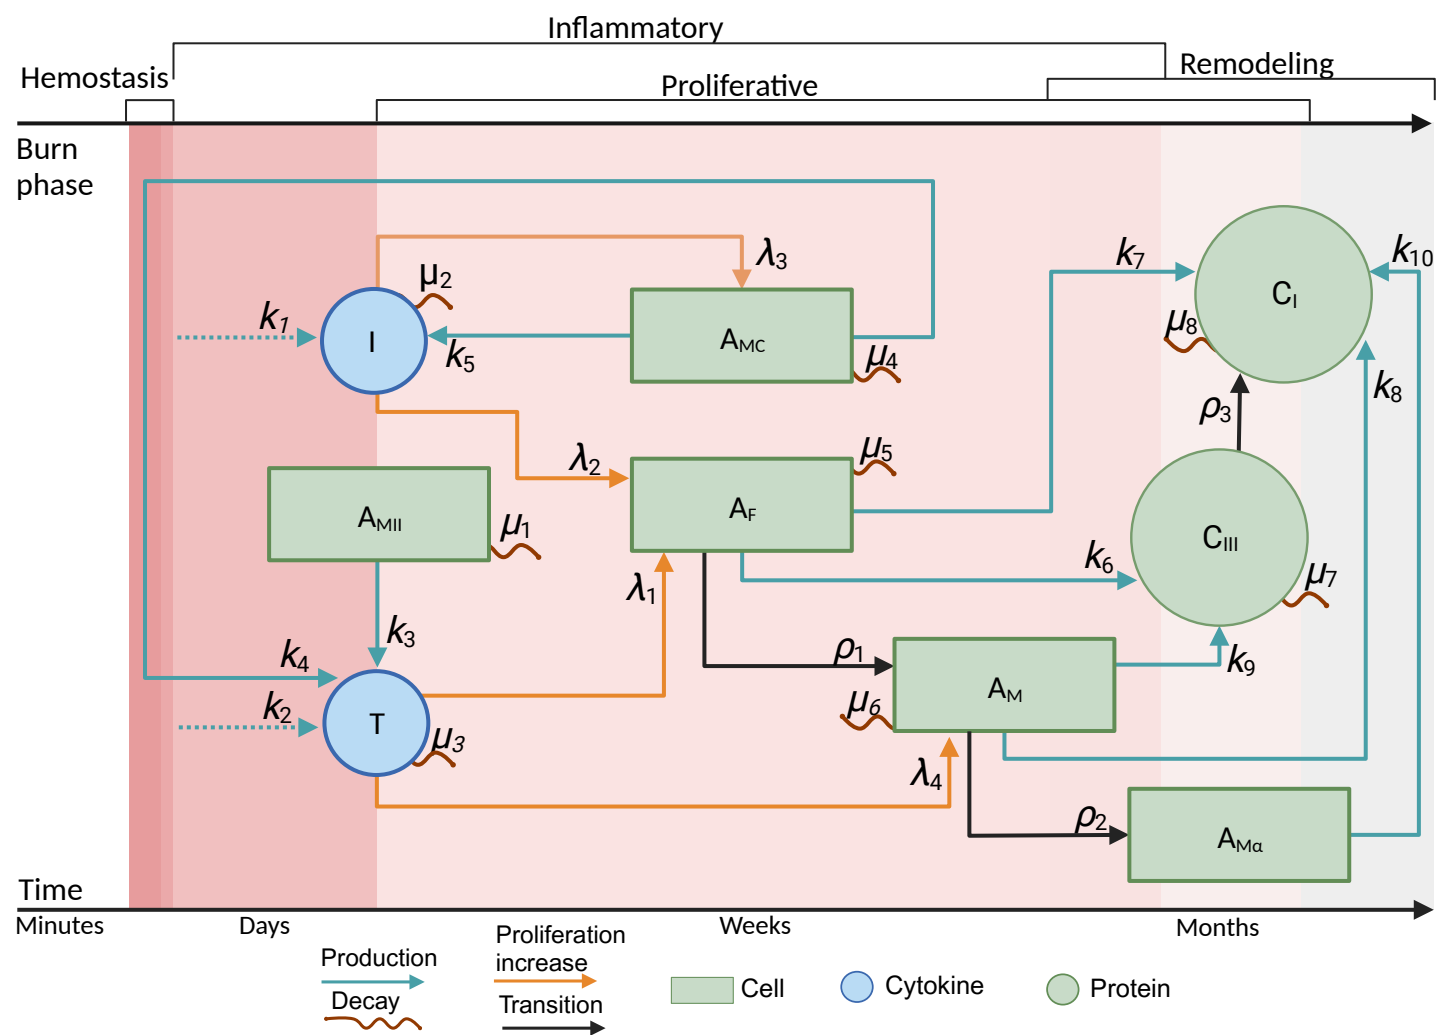 Inflammatory
Hemostasis
Remodeling
Proliferative
Burn
phase
λ3
k7
k10
μ2
k1
I
k5
AMC
μ4
CI
μ8
k8
ρ3
λ2
μ5
AF
AMII
μ1
CIII
k6
μ7
λ1
k3
k4
ρ1
k9
AM
μ6
k2
T
μ3
λ4
ρ2
AMα
Time
Minutes
Days
Weeks
Months
Production
Decay
Proliferation
increase
Transition
Cell
Cytokine
Protein